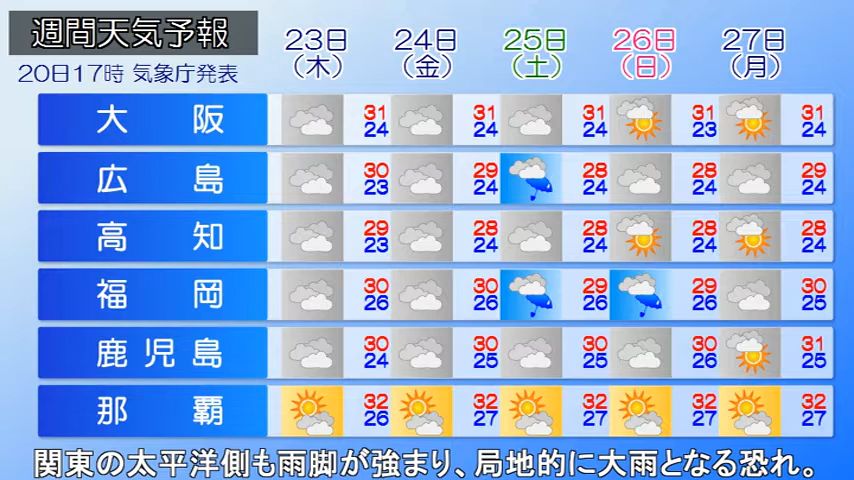 週間天気予報
20日17時 気象庁発表
23日 24日 25日 26日 27日
(木) (金) (土) (日) (月)
大阪 31 24 31 24 31 24 31 23 31 24
広島 30 23 29 24 28 24 28 24 29 24
高知 29 23 28 24 28 24 28 24 28 24
福岡 30 26 30 26 29 26 29 26 30 25
鹿児島 30 24 30 25 30 25 30 26 31 25
那覇 32 26 32 27 32 27 32 27 32 27
関東の太平洋側も雨脚が強まり、局地的に大雨となる恐れ。